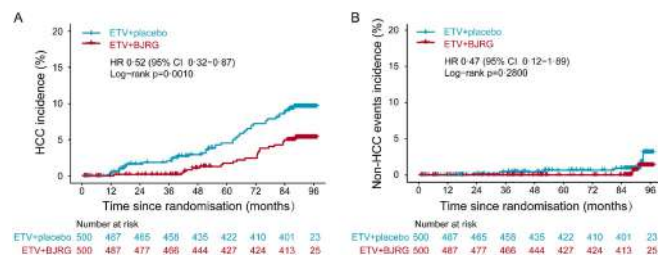 A
ETV+placebo
ETV+BJRG
HR 0·52 (95% CI 0·32–0·87)
Log-rank p=0·0010
HCC incidence (%)
20
15
10
5
0
0 12 24 36 48 60 72 84 96
Time since randomisation (months)
Number at risk
ETV+placebo 500 487 465 458 435 422 410 401 23
ETV+BJRG 500 487 477 466 444 427 424 413 25
B
ETV+placebo
ETV+BJRG
HR 0·47 (95% CI 0·12–1·89)
Log-rank p=0·2800
Non-HCC events incidence (%)
20
15
10
5
0
0 12 24 36 48 60 72 84 96
Time since randomisation (months)
Number at risk
ETV+placebo 500 487 465 458 435 422 410 401 23
ETV+BJRG 500 487 477 466 444 427 424 413 25